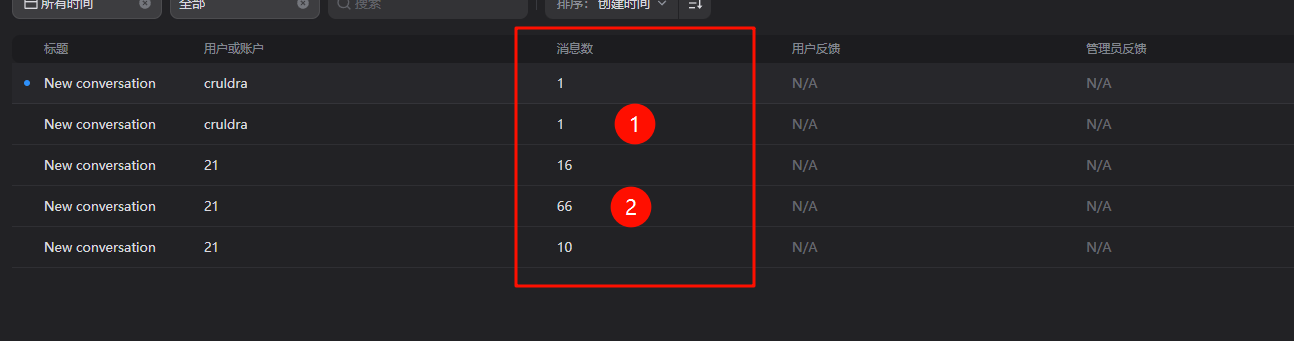 所有时间 全部 搜索 排序：创建时间
标题 用户或账户 消息数 用户反馈 管理员反馈
New conversation cruldra 1 N/A N/A
New conversation cruldra 1 1 N/A N/A
New conversation 21 16 N/A N/A
New conversation 21 66 2 N/A N/A
New conversation 21 10 N/A N/A